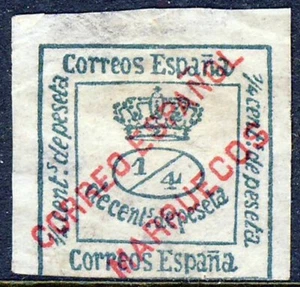 Correos España
¼ cent.s de peseta
¼ cent.s de peseta
1/4
de cent.s de peseta
Correos España
CORREO ESPAÑOL
MARRUECOS